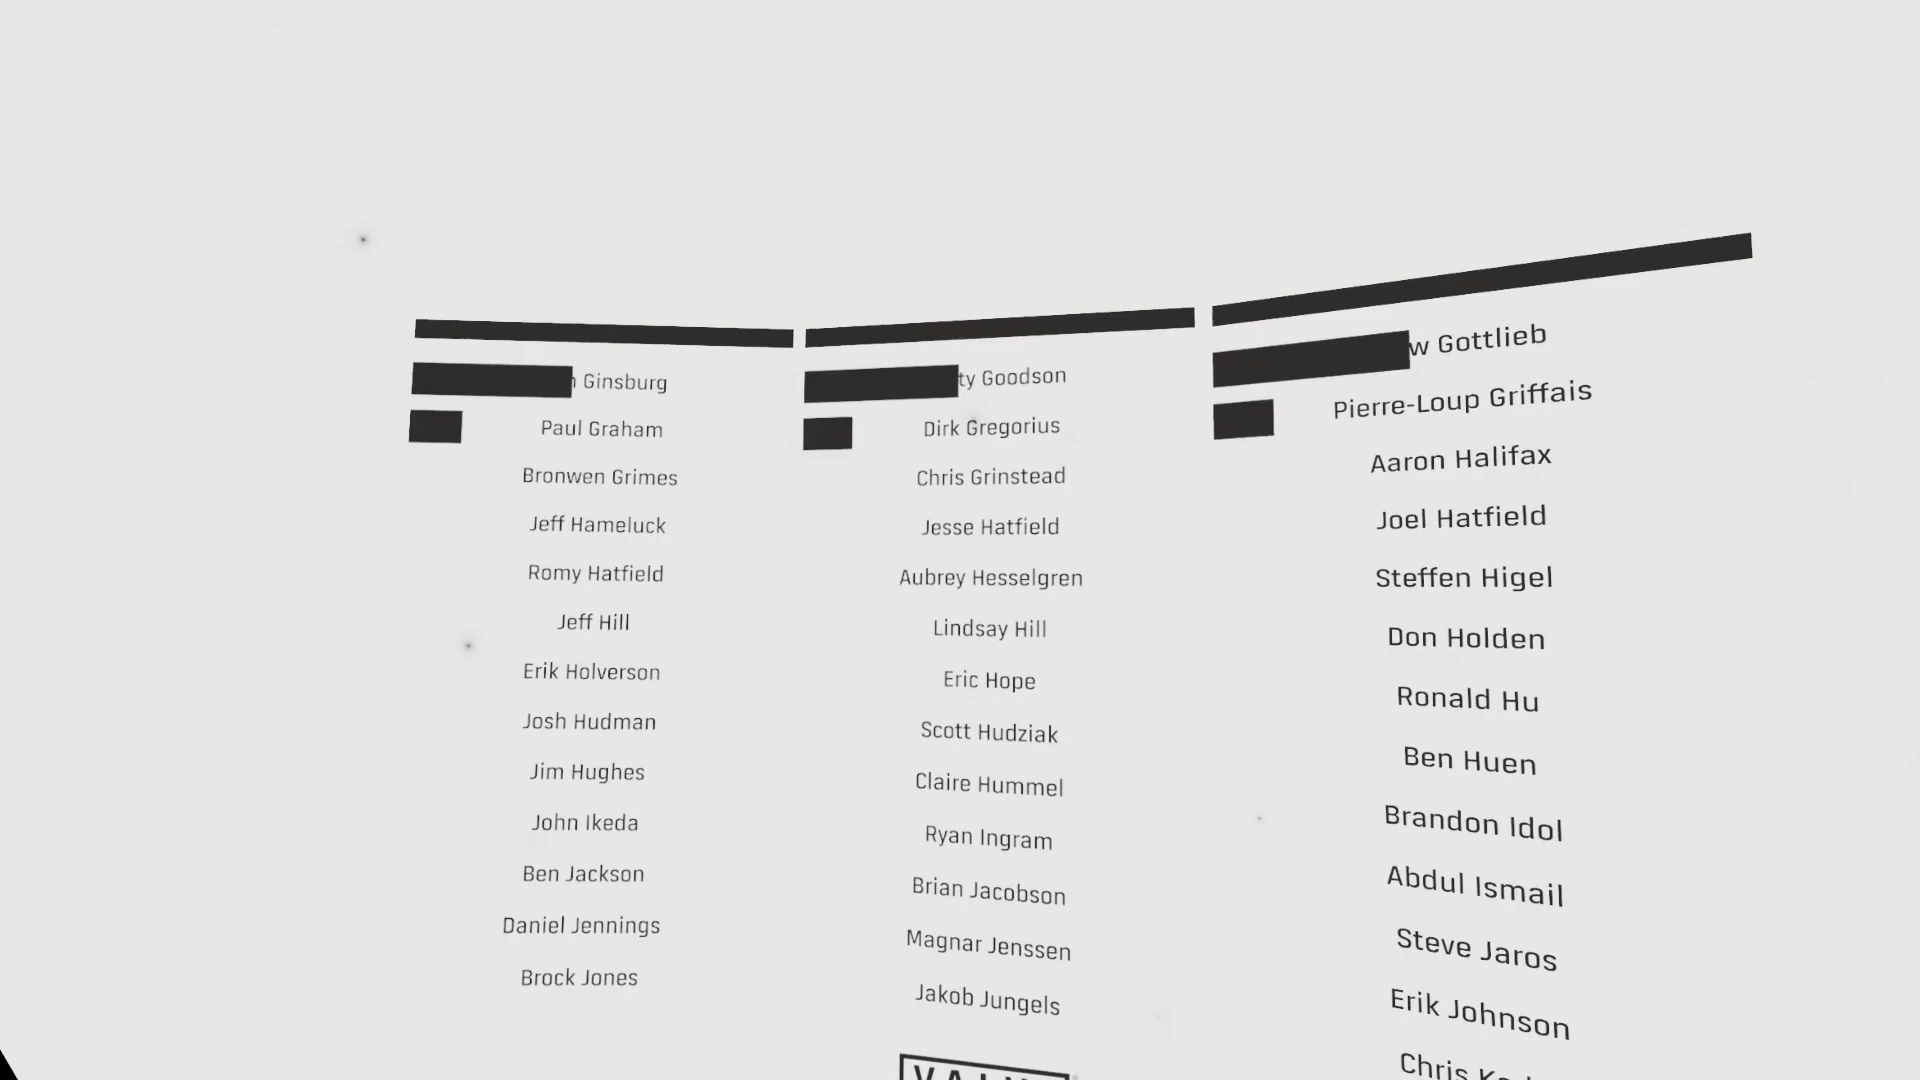 Ginsburg
Paul Graham
Bronwen Grimes
Jeff Hameluck
Romy Hatfield
Jeff Hill
Erik Holverson
Josh Hudman
Jim Hughes
John Ikeda
Ben Jackson
Daniel Jennings
Brock Jones
ty Goodson
Dirk Gregorius
Chris Grinstead
Jesse Hatfield
Aubrey Hesselgren
Lindsay Hill
Eric Hope
Scott Hudziak
Claire Hummel
Ryan Ingram
Brian Jacobson
Magnar Jenssen
Jakob Jungels
w Gottlieb
Pierre-Loup Griffais
Aaron Halifax
Joel Hatfield
Steffen Higel
Don Holden
Ronald Hu
Ben Huen
Brandon Idol
Abdul Ismail
Steve Jaros
Erik Johnson
Chris